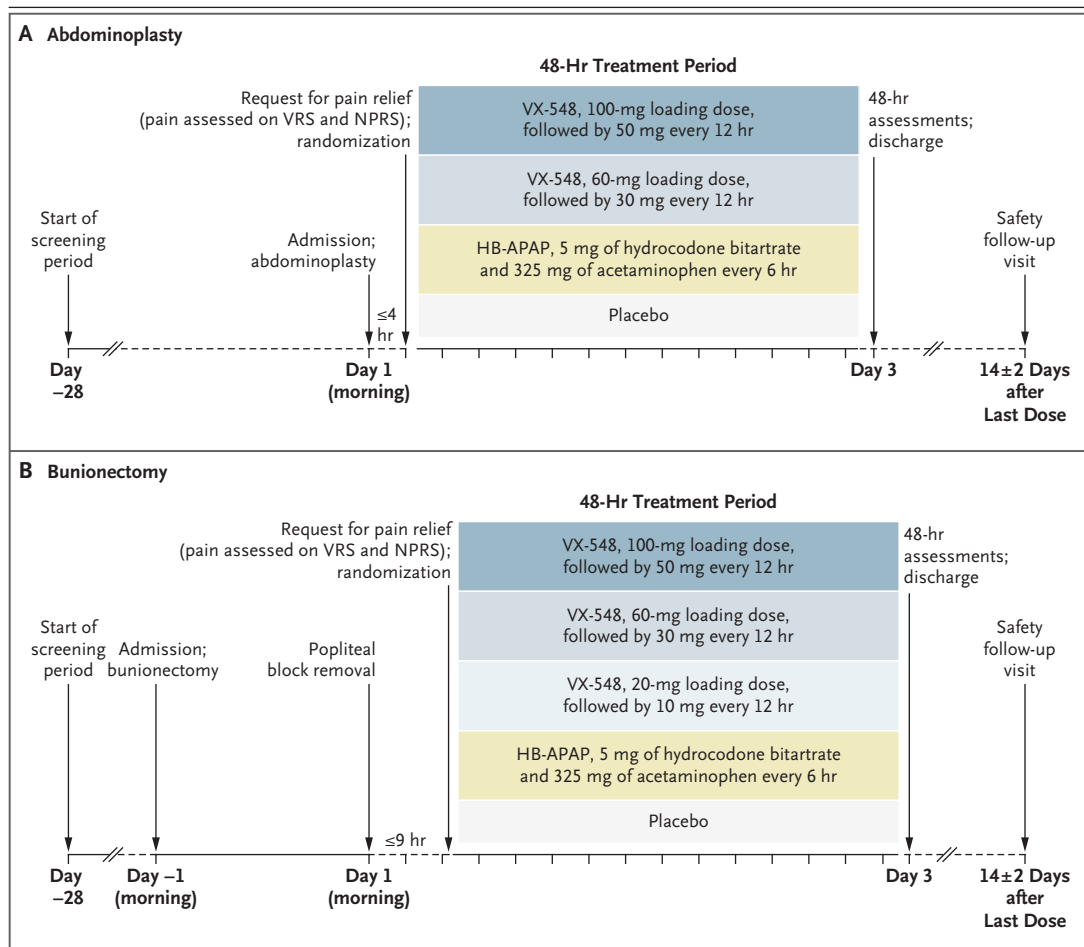 A Abdominoplasty
48-Hr Treatment Period
Request for pain relief
(pain assessed on VRS and NPRS);
randomization
VX-548, 100-mg loading dose,
followed by 50 mg every 12 hr
48-hr
assessments;
discharge
VX-548, 60-mg loading dose,
followed by 30 mg every 12 hr
Start of
screening
period
Admission;
abdominoplasty
HB-APAP, 5 mg of hydrocodone bitartrate
and 325 mg of acetaminophen every 6 hr
Safety
follow-up
visit
≤4
hr
Placebo
Day
–28
Day 1
(morning)
Day 3
14±2 Days
after
Last Dose
B Bunionectomy
48-Hr Treatment Period
Request for pain relief
(pain assessed on VRS and NPRS);
randomization
VX-548, 100-mg loading dose,
followed by 50 mg every 12 hr
48-hr
assessments;
discharge
VX-548, 60-mg loading dose,
followed by 30 mg every 12 hr
Start of
screening
period
Admission;
bunionectomy
Popliteal
block removal
VX-548, 20-mg loading dose,
followed by 10 mg every 12 hr
Safety
follow-up
visit
HB-APAP, 5 mg of hydrocodone bitartrate
and 325 mg of acetaminophen every 6 hr
≤9 hr
Placebo
Day
–28
Day –1
(morning)
Day 1
(morning)
Day 3
14±2 Days
after
Last Dose